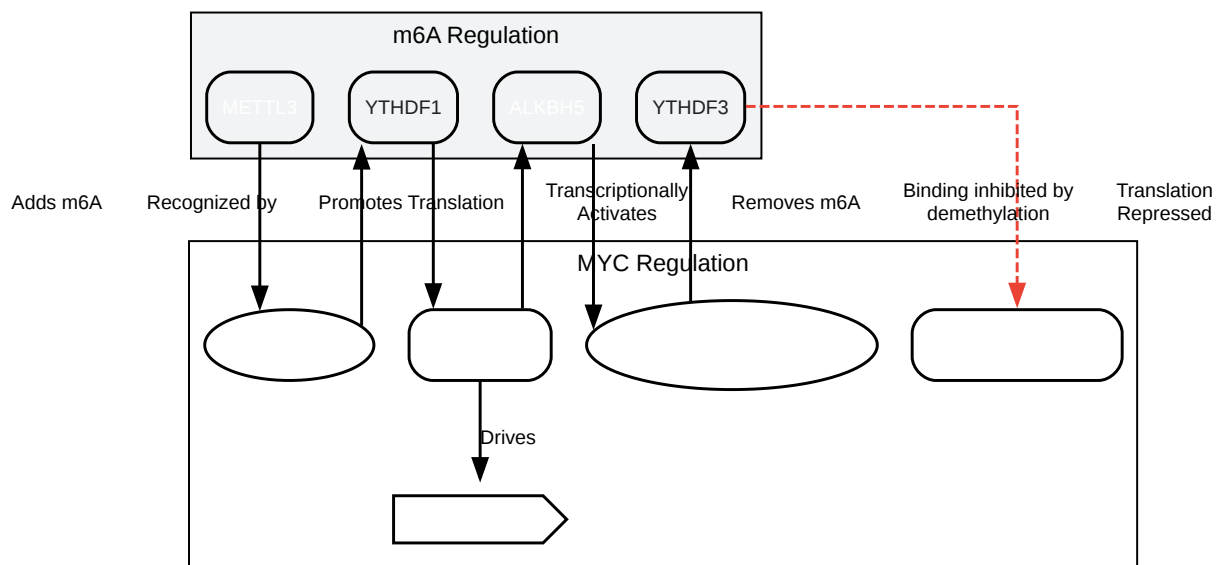 m6A Regulation
METTL3
YTHDF1
ALKBH5
YTHDF3
Adds m6A
Recognized by
Promotes Translation
Transcriptionally
Activates
Removes m6A
Binding inhibited by
demethylation
Translation
Repressed
MYC Regulation
Drives